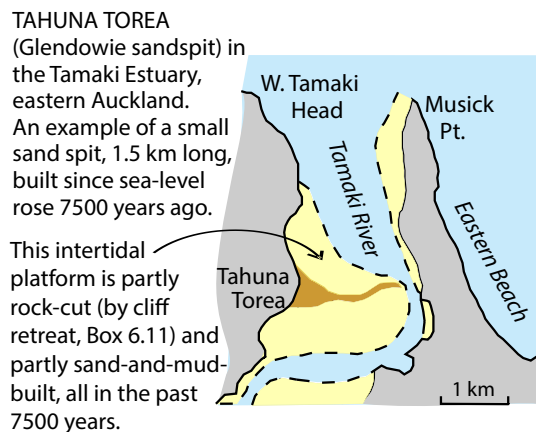 TAHUNA TOREA
(Glendowie sandspit) in
the Tamaki Estuary,
eastern Auckland.
An example of a small
sand spit, 1.5 km long,
built since sea-level
rose 7500 years ago.
This intertidal
platform is partly
rock-cut (by cliff
retreat, Box 6.11) and
partly sand-and-mud-
built, all in the past
7500 years.
W. Tamaki
Head
Musick
Pt.
Tamaki River
Eastern Beach
Tahuna
Torea
1 km